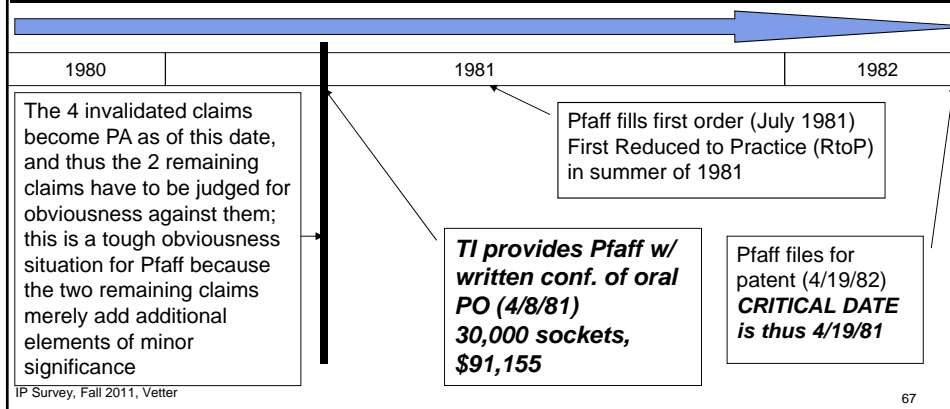 1980
1981
1982
The 4 invalidated claims
become PA as of this date,
and thus the 2 remaining
claims have to be judged for
obviousness against them;
this is a tough obviousness
situation for Pfaff because
the two remaining claims
merely add additional
elements of minor
significance
Pfaff fills first order (July 1981)
First Reduced to Practice (RtoP)
in summer of 1981
TI provides Pfaff w/
written conf. of oral
PO (4/8/81)
30,000 sockets,
$91,155
Pfaff files for
patent (4/19/82)
CRITICAL DATE
is thus 4/19/81
IP Survey, Fall 2011, Vetter
67